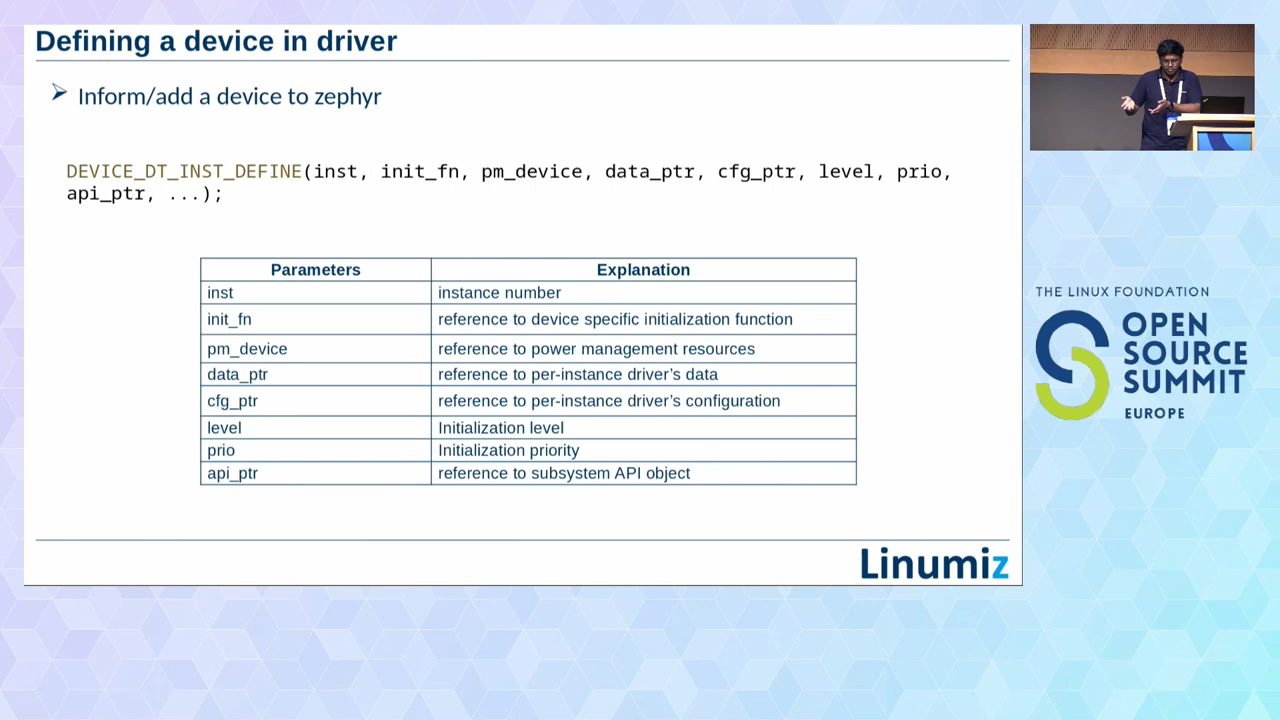 Defining a device in driver
Inform/add a device to zephyr
DEVICE_DT_INST_DEFINE(inst, init_fn, pm_device, data_ptr, cfg_ptr, level, prio,
api_ptr, ...);
Parameters Explanation
inst instance number
init_fn reference to device specific initialization function
pm_device reference to power management resources
data_ptr reference to per-instance driver’s data
cfg_ptr reference to per-instance driver’s configuration
level Initialization level
prio Initialization priority
api_ptr reference to subsystem API object
Linumiz
THE LINUX FOUNDATION
OPEN
SOURCE
SUMMIT
EUROPE